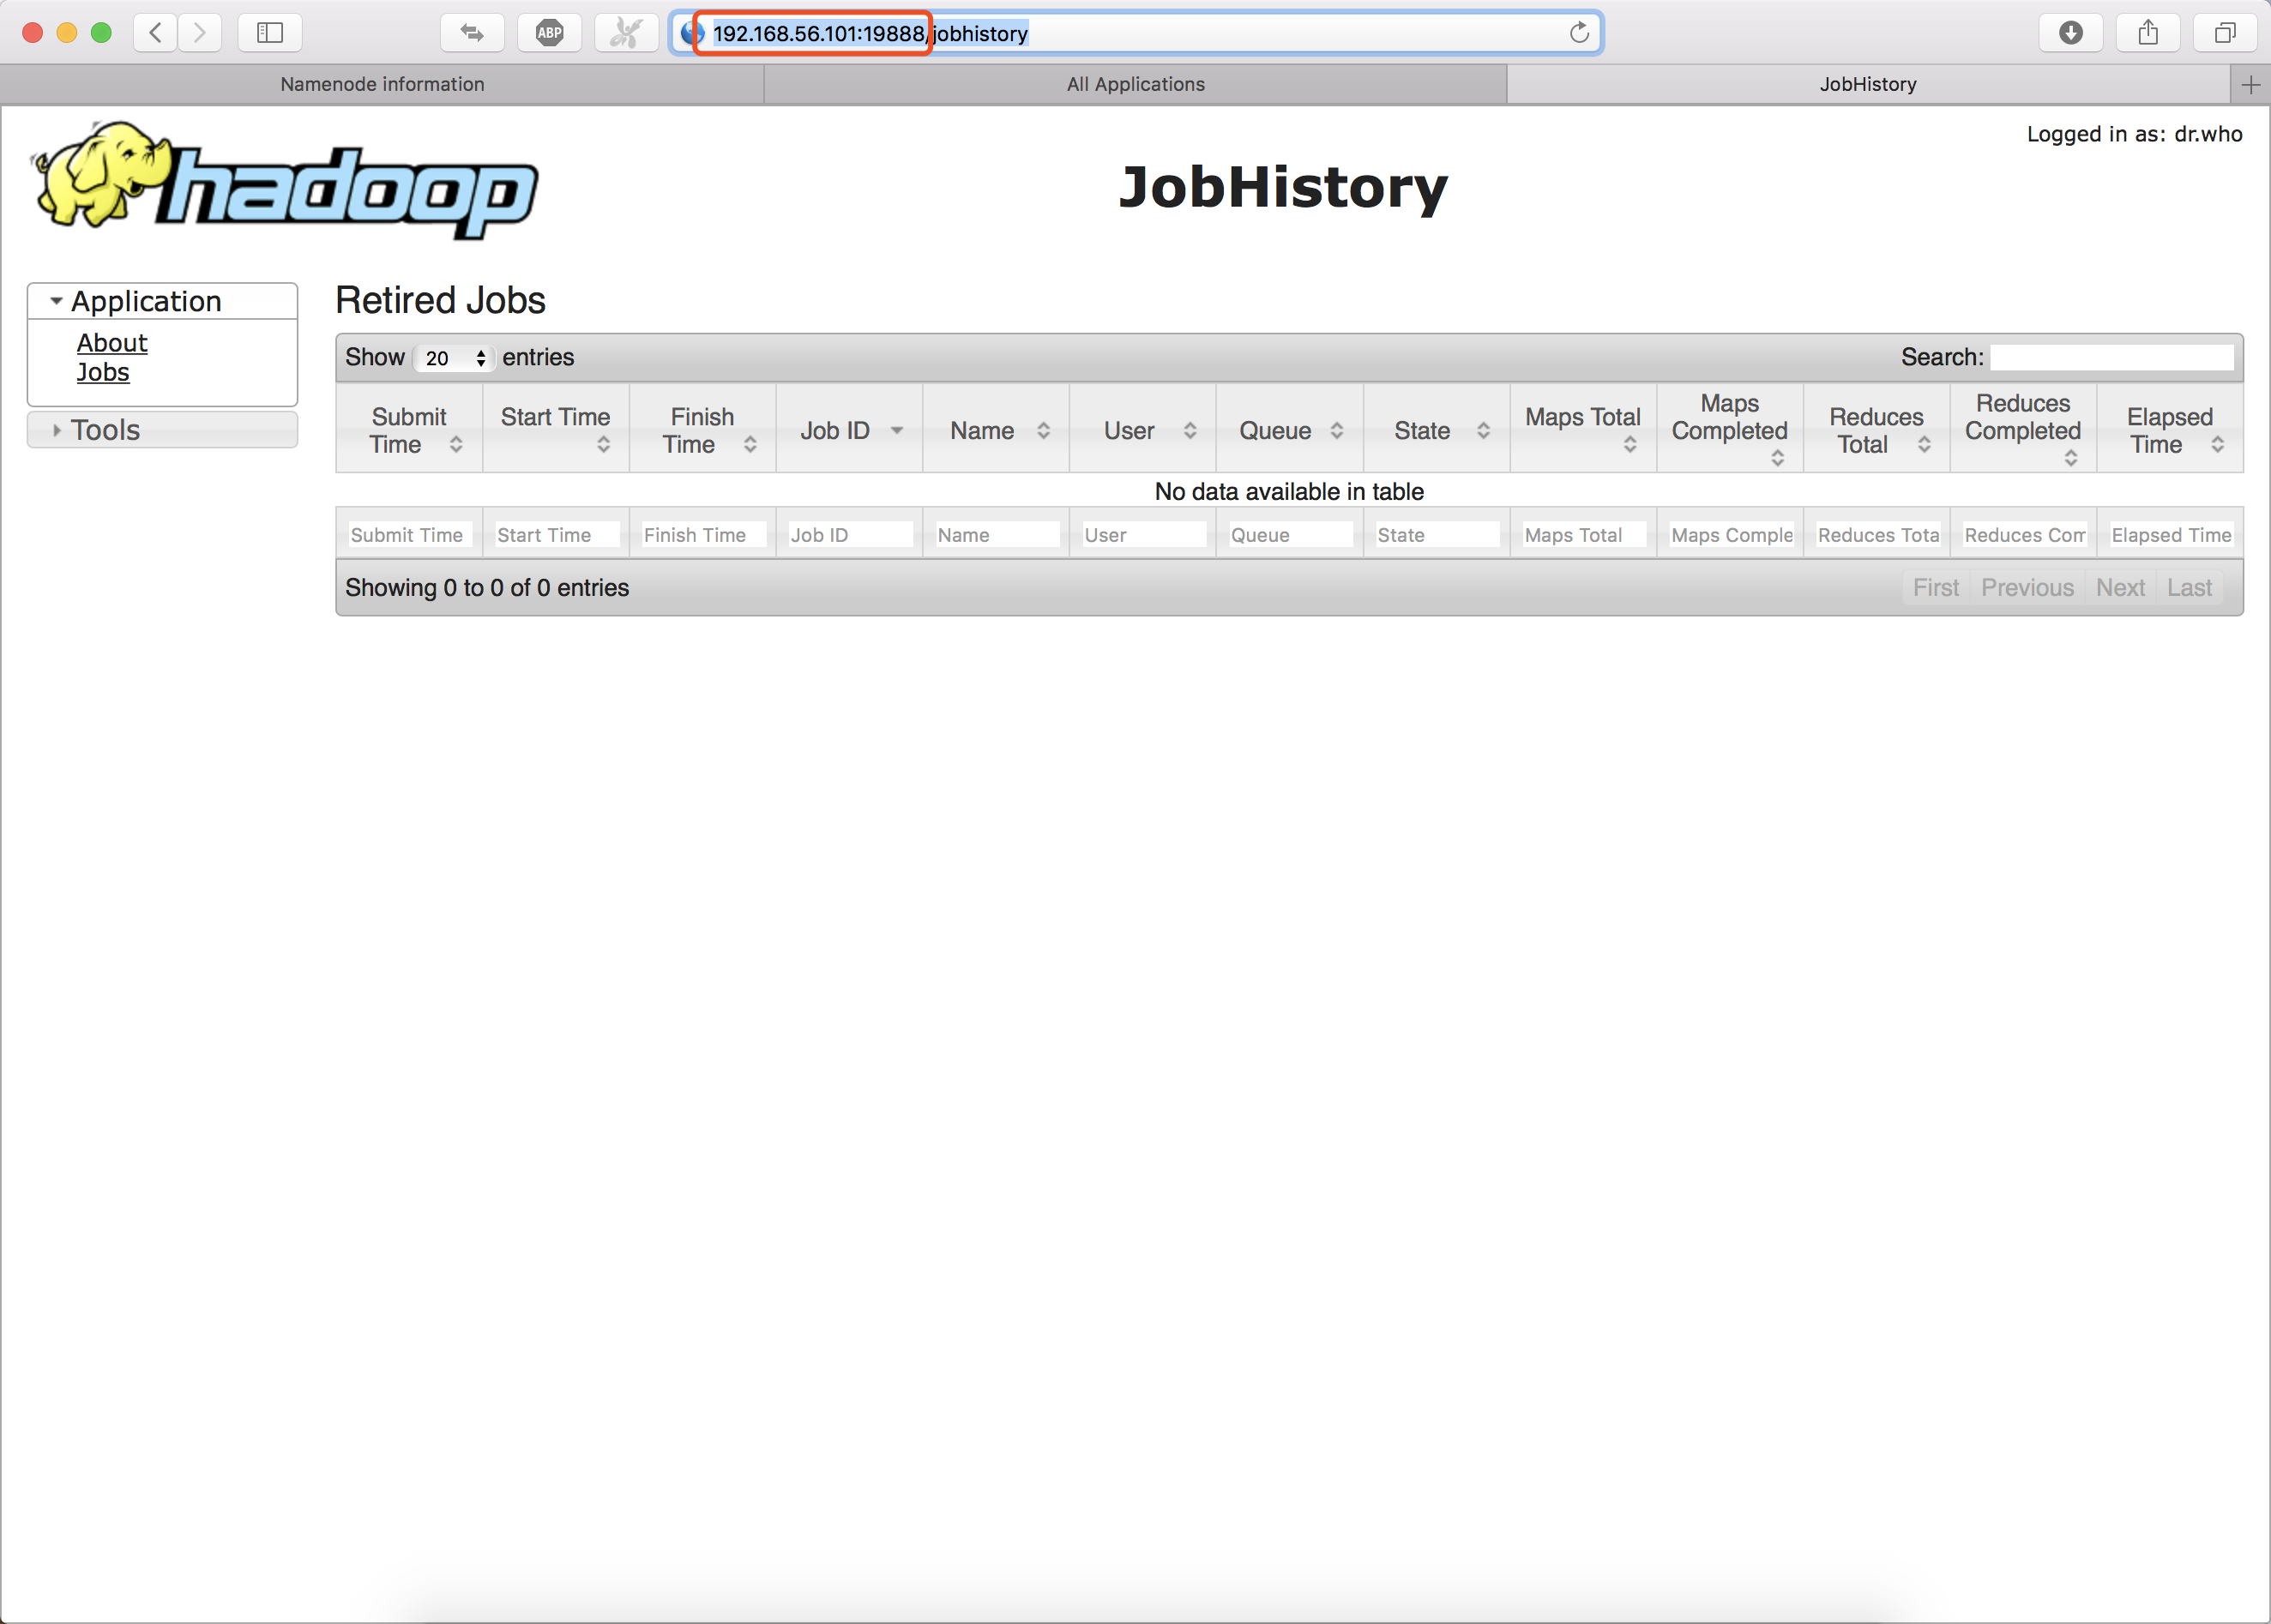 ABP
192.168.56.101:19888/jobhistory
Namenode information
All Applications
JobHistory
Logged in as: dr.who
hadoop
JobHistory
Application
About
Jobs
Tools
Retired Jobs
Show 20 entries
Search:
Submit Time
Start Time
Finish Time
Job ID
Name
User
Queue
State
Maps Total
Maps Completed
Reduces Total
Reduces Completed
Elapsed Time
No data available in table
Submit Time
Start Time
Finish Time
Job ID
Name
User
Queue
State
Maps Total
Maps Comple
Reduces Tota
Reduces Com
Elapsed Time
Showing 0 to 0 of 0 entries
First Previous Next Last